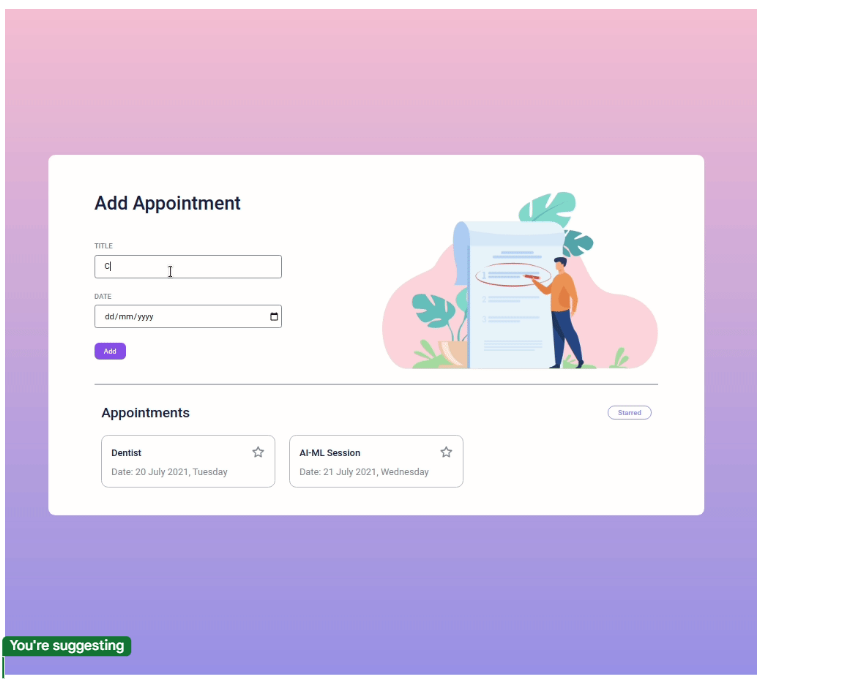 Add Appointment
TITLE
C
DATE
dd/mm/yyyy
Add
Appointments
Starred
Dentist
Date: 20 July 2021, Tuesday
AI-ML Session
Date: 21 July 2021, Wednesday
You're suggesting